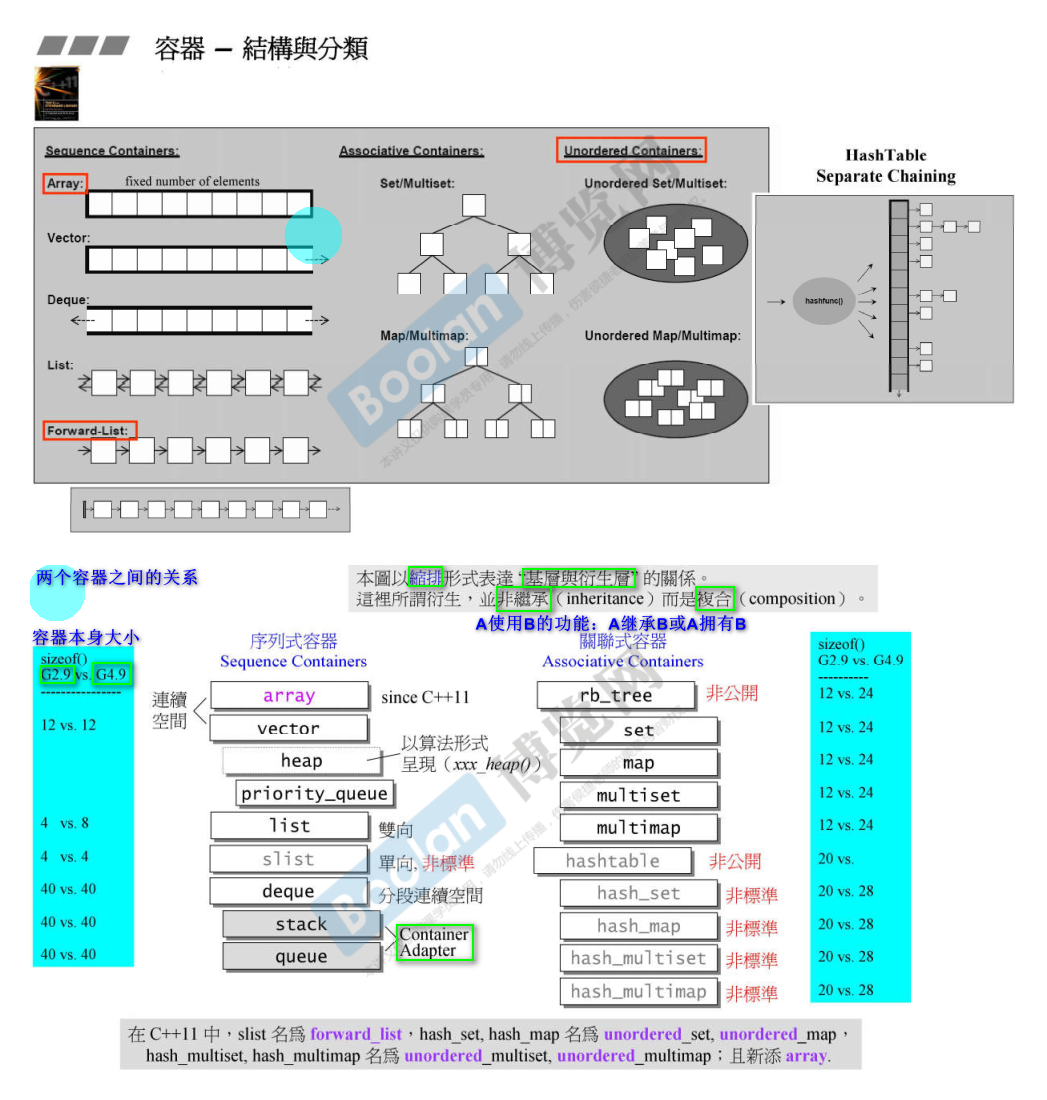 容器 － 結構與分類
Sequence Containers:
Associative Containers:
Unordered Containers:
HashTable
Separate Chaining
Array:
fixed number of elements
Set/Multiset:
Unordered Set/Multiset:
Vector:
Deque:
hashfunc()
Map/Multimap:
Unordered Map/Multimap:
List:
Forward-List:
Boolan 博览网
两个容器之间的关系
本圖以縮排形式表達 "基層與衍生層" 的關係。
這裡所謂衍生，並非繼承（inheritance）而是複合（composition）。
A使用B的功能：A继承B或A拥有B
容器本身大小
sizeof()
G2.9 vs. G4.9
----------------
12 vs. 12
4 vs. 8
4 vs. 4
40 vs. 40
40 vs. 40
40 vs. 40
序列式容器
Sequence Containers
連續
空間
array
since C++11
vector
heap
以算法形式
呈現（xxx_heap()）
priority_queue
list
雙向
slist
單向, 非標準
deque
分段連續空間
stack
queue
Container
Adapter
關聯式容器
Associative Containers
rb_tree
非公開
set
map
multiset
multimap
hashtable
非公開
hash_set
非標準
hash_map
非標準
hash_multiset
非標準
hash_multimap
非標準
sizeof()
G2.9 vs. G4.9
----------
12 vs. 24
12 vs. 24
12 vs. 24
12 vs. 24
12 vs. 24
20 vs.
20 vs. 28
20 vs. 28
20 vs. 28
20 vs. 28
Boolan 博览网
在 C++11 中，slist 名爲 forward_list，hash_set, hash_map 名爲 unordered_set, unordered_map，
hash_multiset, hash_multimap 名爲 unordered_multiset, unordered_multimap；且新添 array.